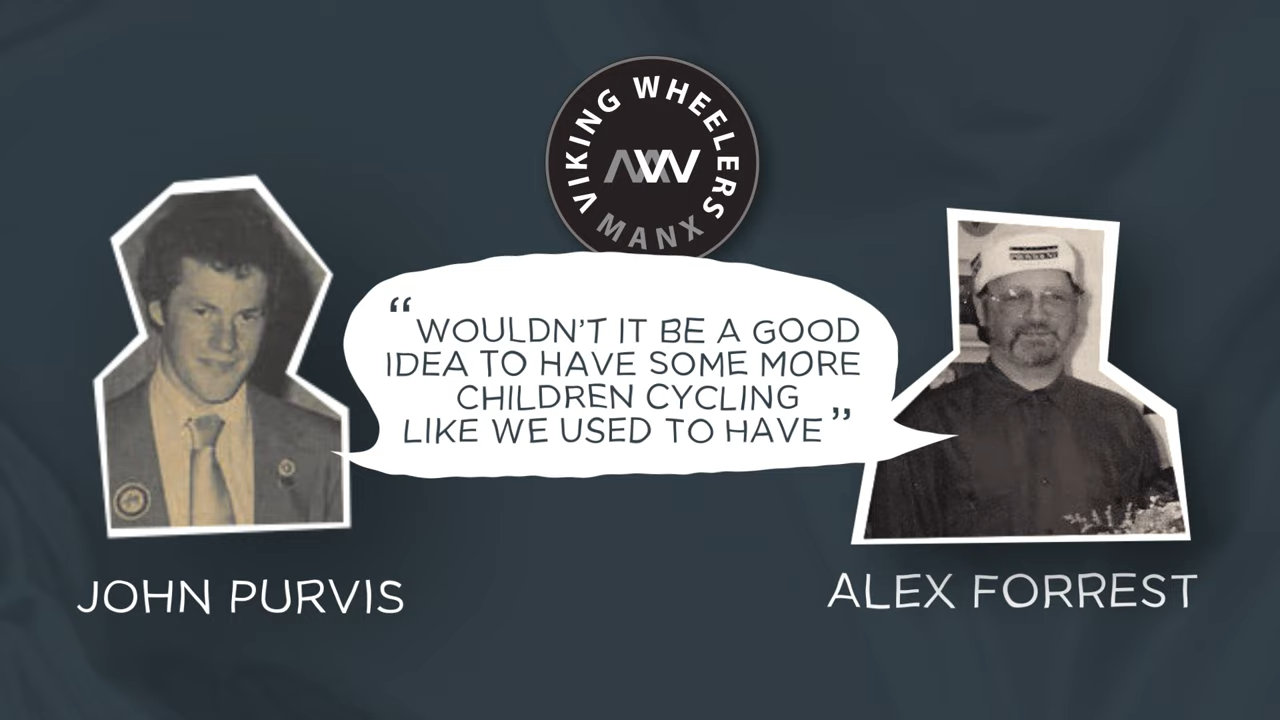 VIKING WHEELERS
MVW
MANX
“WOULDN’T IT BE A GOOD
IDEA TO HAVE SOME MORE
CHILDREN CYCLING
LIKE WE USED TO HAVE”
JOHN PURVIS
ALEX FORREST